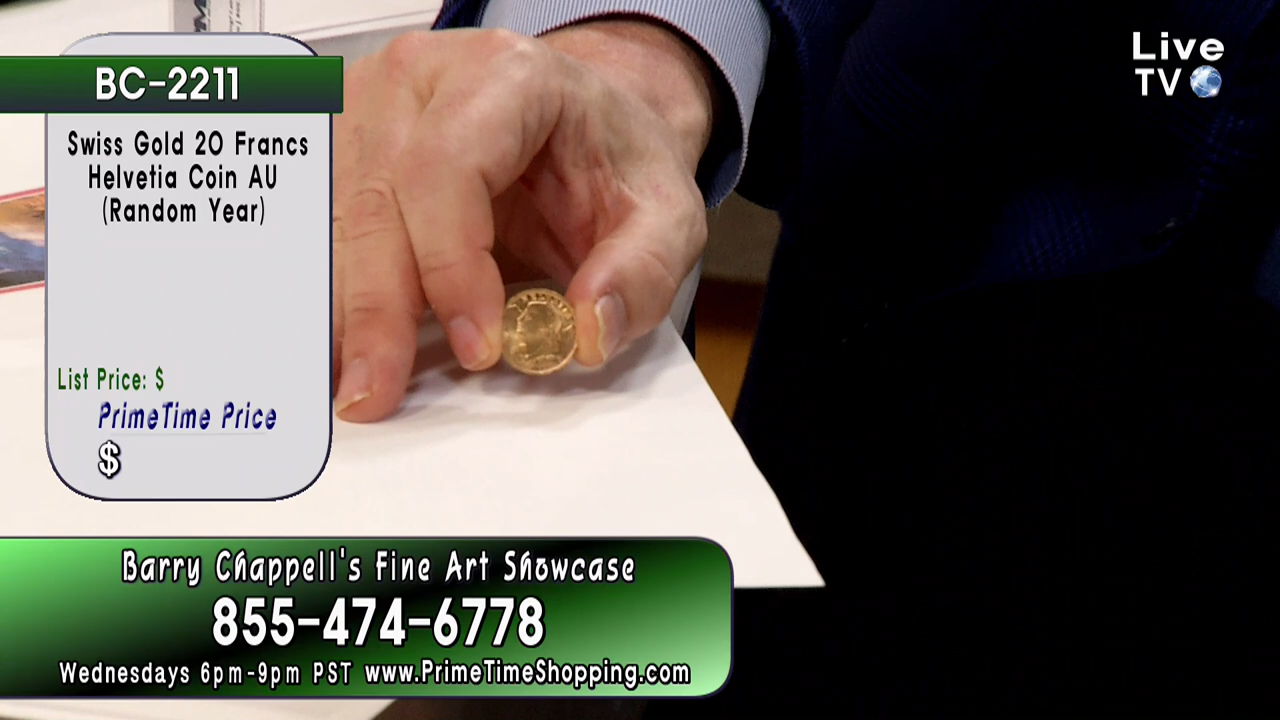 BC-2211
Swiss Gold 20 Francs
Helvetia Coin AU
(Random Year)
List Price: $
PrimeTime Price
$
Live
TV
Barry Chappell's Fine Art Showcase
855-474-6778
Wednesdays 6pm-9pm PST www.PrimeTimeShopping.com